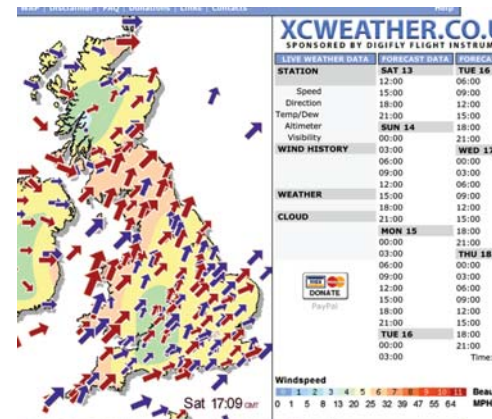 WAP | Disclaimer | FAQ | Donations | Links | Contacts
Help
XCWEATHER.CO.U
SPONSORED BY DIGIFLY FLIGHT INSTRUM
LIVE WEATHER DATA FORECAST DATA FORECA
STATION SAT 13 TUE 16
12:00 06:00
Speed 15:00 09:00
Direction 18:00 12:00
Temp/Dew 21:00 15:00
Altimeter SUN 14 18:00
Visibility 00:00 21:00
WIND HISTORY 03:00 WED 17
06:00 00:00
09:00 03:00
12:00 06:00
WEATHER 15:00 09:00
18:00 12:00
CLOUD 21:00 15:00
MON 15 18:00
00:00 21:00
03:00 THU 18
06:00 00:00
VISA 09:00 03:00
DONATE 12:00 06:00
PayPal 15:00 09:00
18:00 12:00
21:00 15:00
TUE 16 18:00
00:00 21:00
03:00 Time:
Windspeed
1 2 3 4 5 6 7 8 9 10 11 Beau
0 1 5 8 13 20 25 32 39 47 55 64 MPH
Sat 17:09 GMT